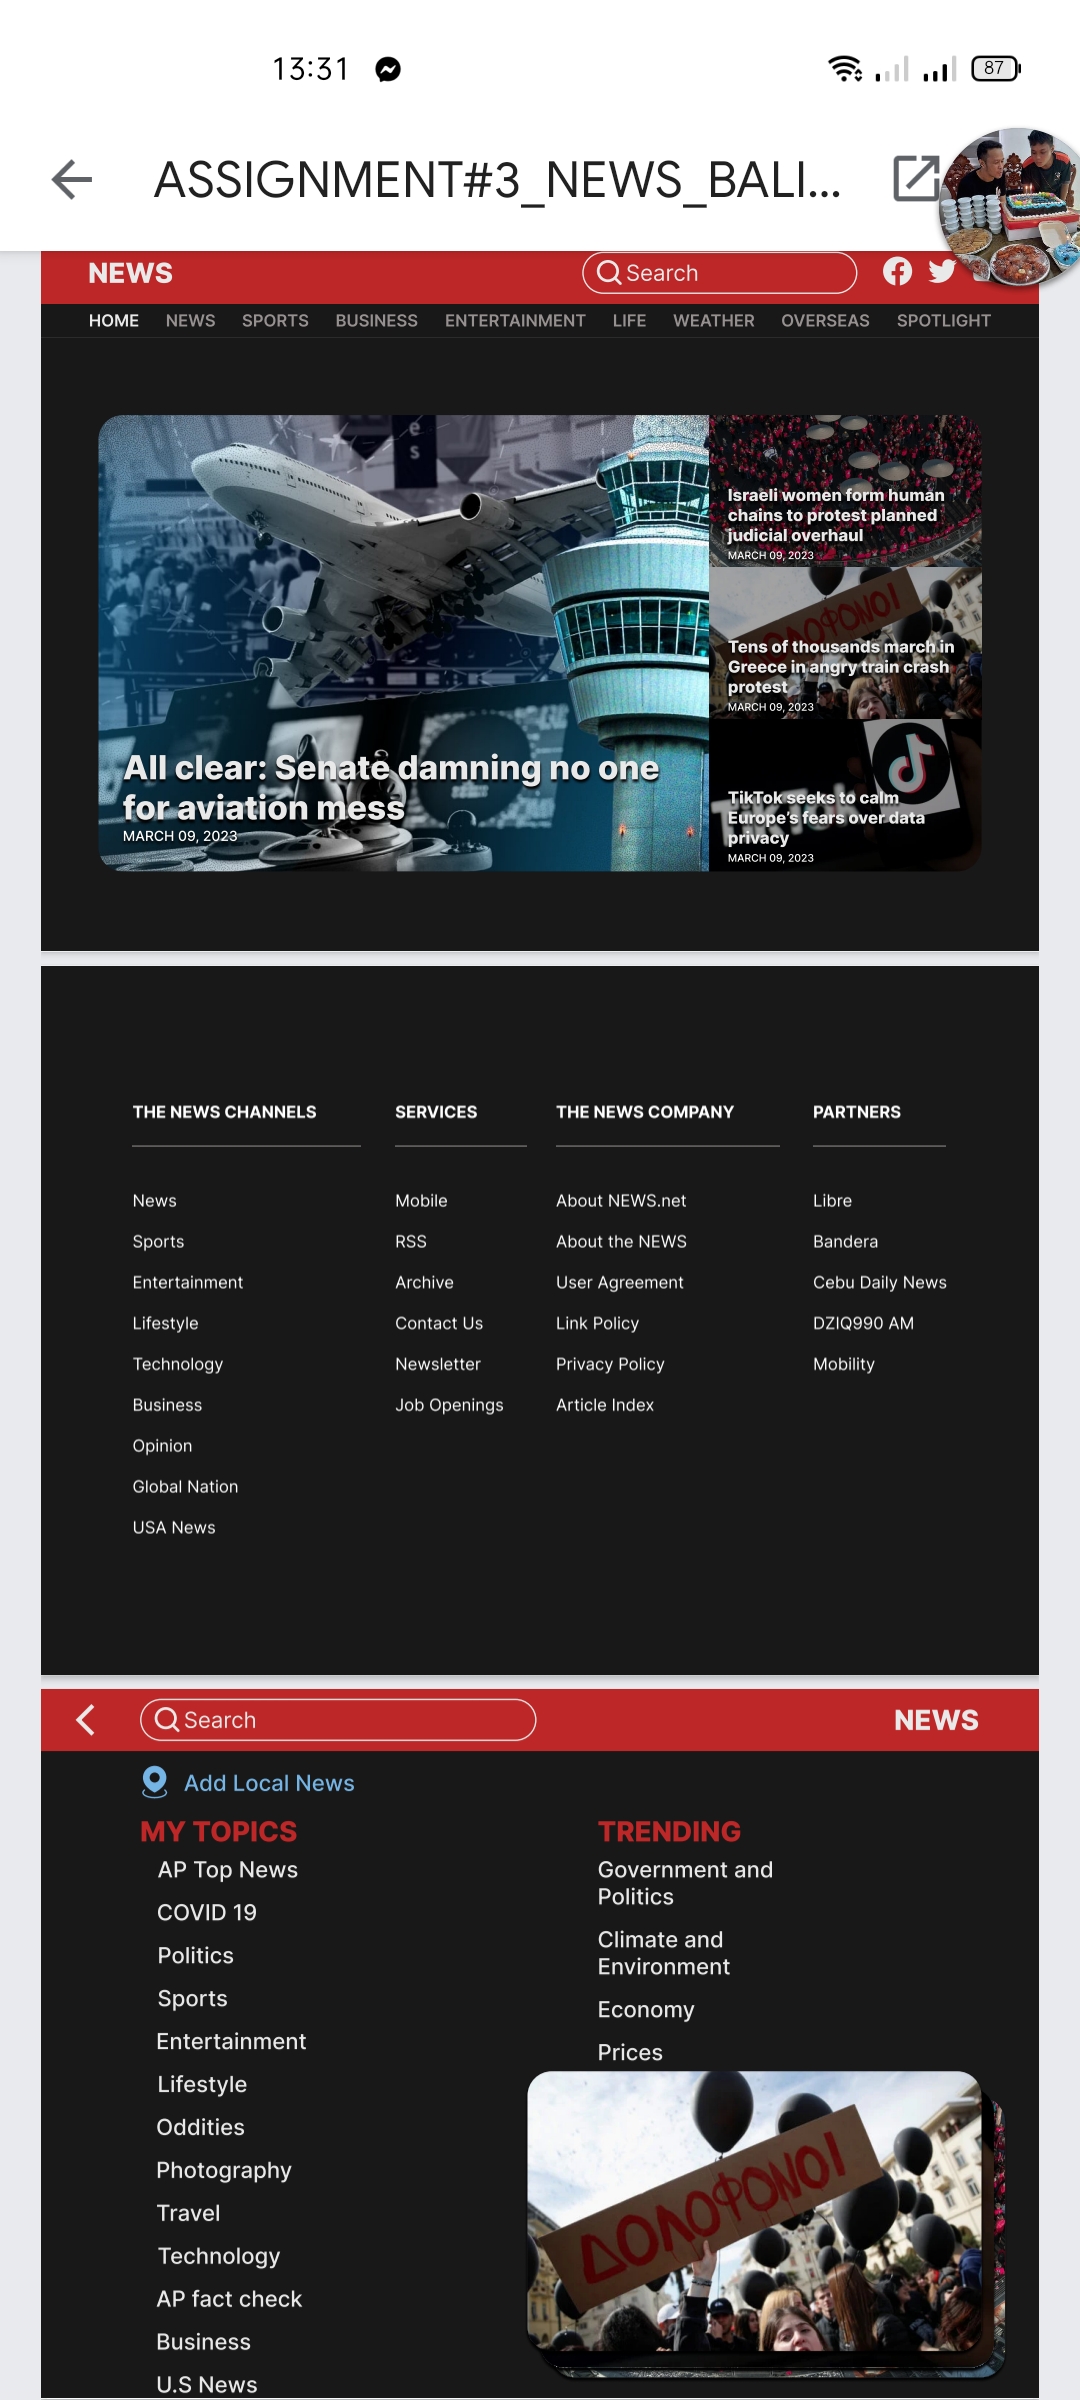 13:31
87
ASSIGNMENT#3_NEWS_BALI...
NEWS
Search
HOME NEWS SPORTS BUSINESS ENTERTAINMENT LIFE WEATHER OVERSEAS SPOTLIGHT
e
s
All clear: Senate damning no one
for aviation mess
MARCH 09, 2023
Israeli women form human
chains to protest planned
judicial overhaul
MARCH 09, 2023
Tens of thousands march in
Greece in angry train crash
protest
MARCH 09, 2023
TikTok seeks to calm
Europe's fears over data
privacy
MARCH 09, 2023
THE NEWS CHANNELS
News
Sports
Entertainment
Lifestyle
Technology
Business
Opinion
Global Nation
USA News
SERVICES
Mobile
RSS
Archive
Contact Us
Newsletter
Job Openings
THE NEWS COMPANY
About NEWS.net
About the NEWS
User Agreement
Link Policy
Privacy Policy
Article Index
PARTNERS
Libre
Bandera
Cebu Daily News
DZIQ990 AM
Mobility
Search
NEWS
Add Local News
MY TOPICS
AP Top News
COVID 19
Politics
Sports
Entertainment
Lifestyle
Oddities
Photography
Travel
Technology
AP fact check
Business
U.S News
TRENDING
Government and
Politics
Climate and
Environment
Economy
Prices
ΔΟΛΟΦΟΝΟΙ